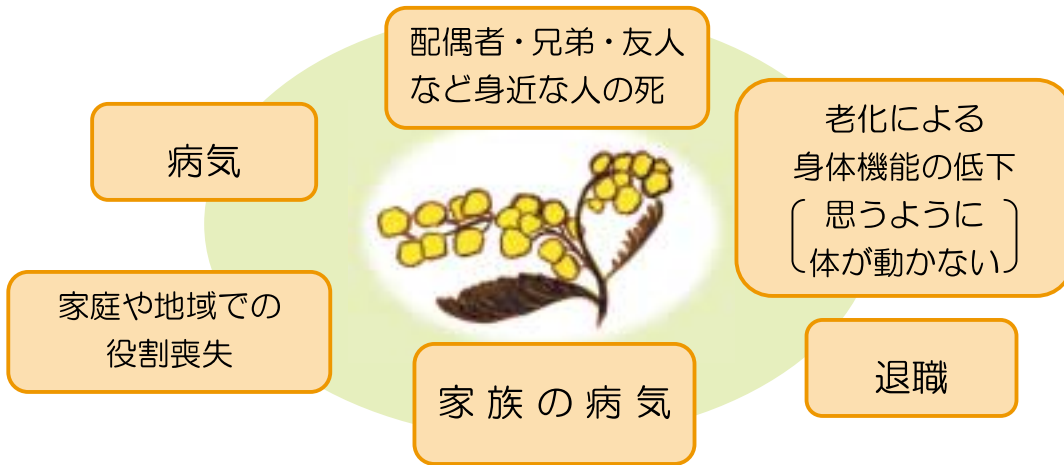 配偶者・兄弟・友人
など身近な人の死
病気
老化による
身体機能の低下
思うように
体が動かない
家庭や地域での
役割喪失
家族の病気
退職